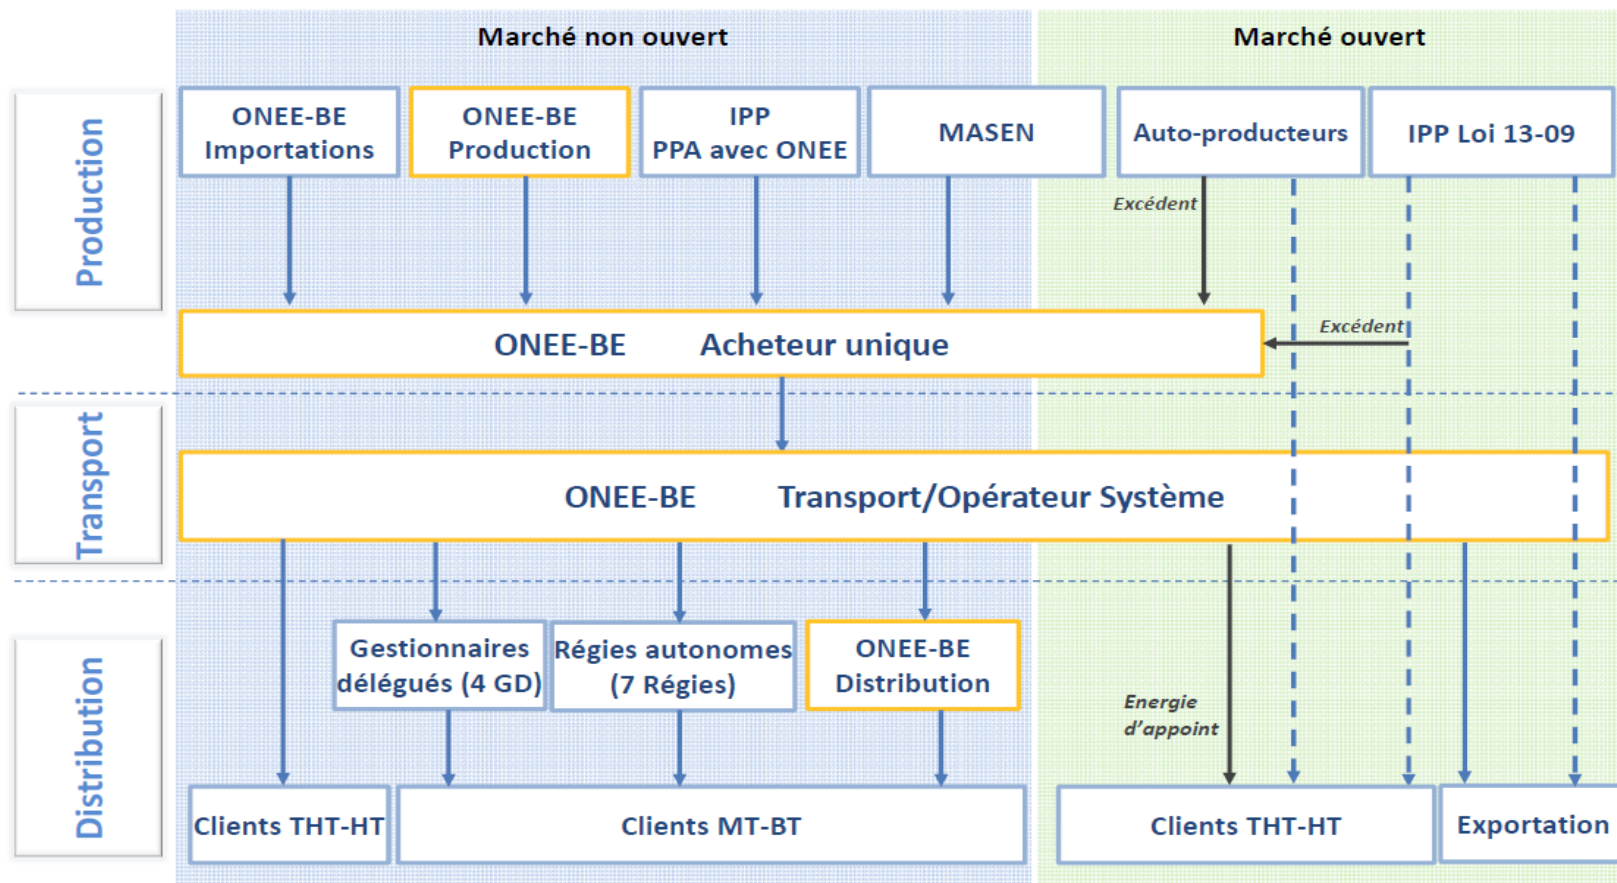 Marché non ouvert
Marché ouvert
Production
ONEE-BE
Importations
ONEE-BE
Production
IPP
PPA avec ONEE
MASEN
Auto-producteurs
IPP Loi 13-09
Excédent
ONEE-BE Acheteur unique
Excédent
Transport
ONEE-BE Transport/Opérateur Système
Distribution
Gestionnaires
délégués (4 GD)
Régies autonomes
(7 Régies)
ONEE-BE
Distribution
Energie
d’appoint
Clients THT-HT
Clients MT-BT
Clients THT-HT
Exportation